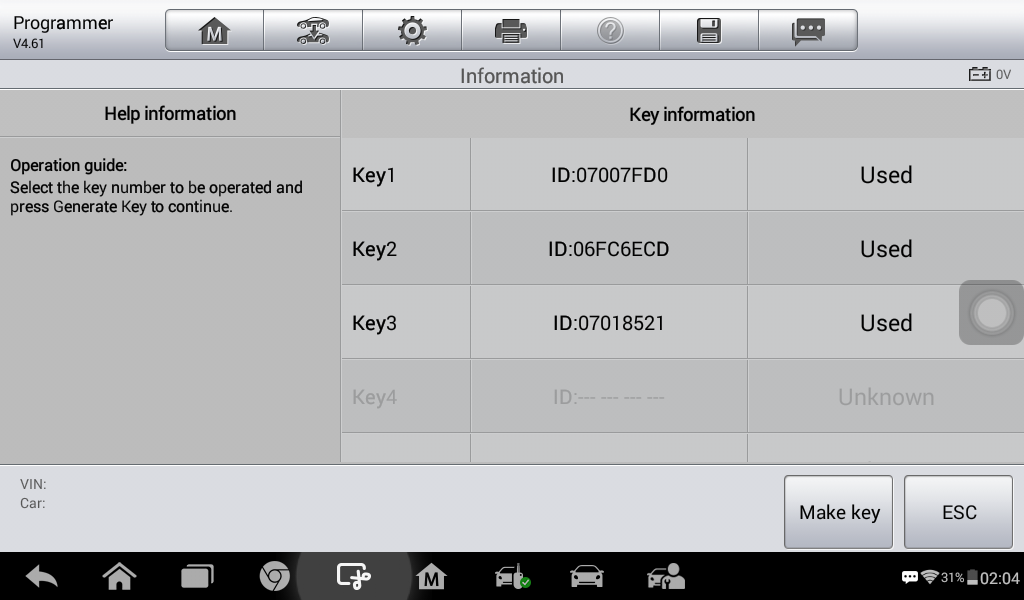 Programmer
V4.61
M
?
Information
0V
Help information
Key information
Operation guide:
Select the key number to be operated and
press Generate Key to continue.
Key1
ID:07007FD0
Used
Key2
ID:06FC6ECD
Used
Key3
ID:07018521
Used
Key4
ID:--- --- --- ---
Unknown
VIN:
Car:
Make key
ESC
M
31%
02:04